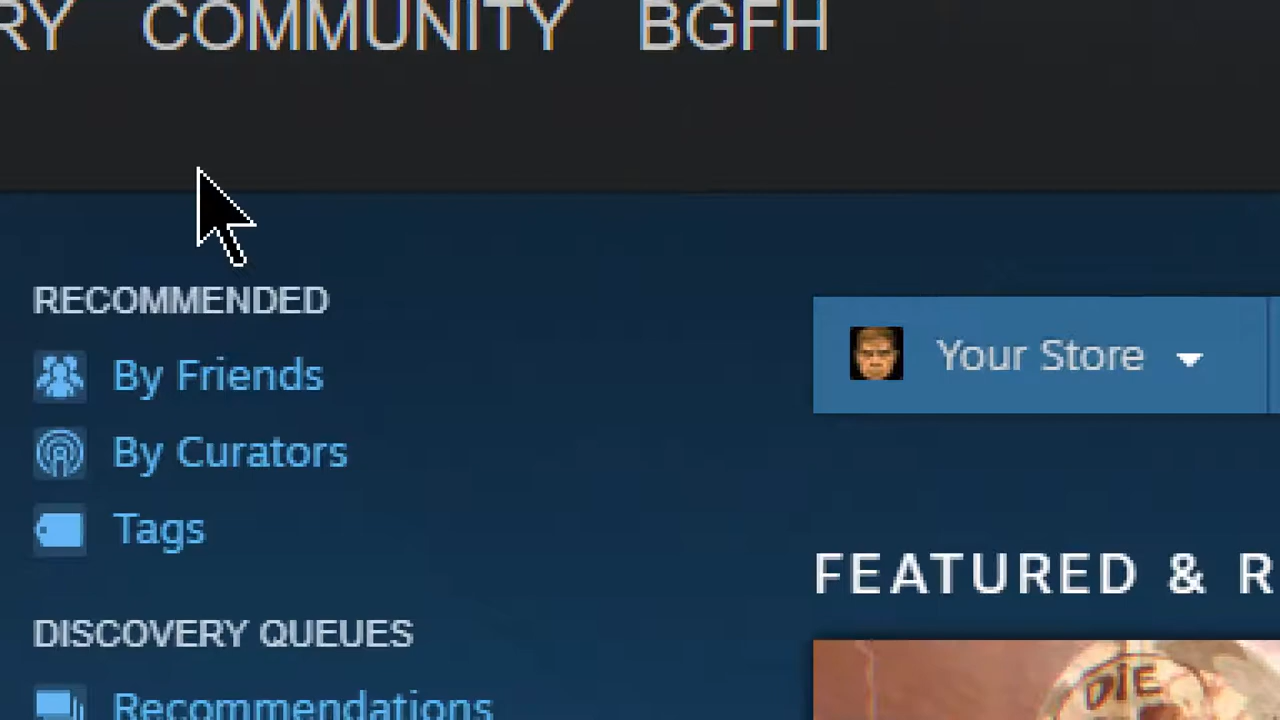 RY COMMUNITY BGFH
RECOMMENDED
By Friends
By Curators
Tags
DISCOVERY QUEUES
Recommendations
Your Store
FEATURED & R
DIE